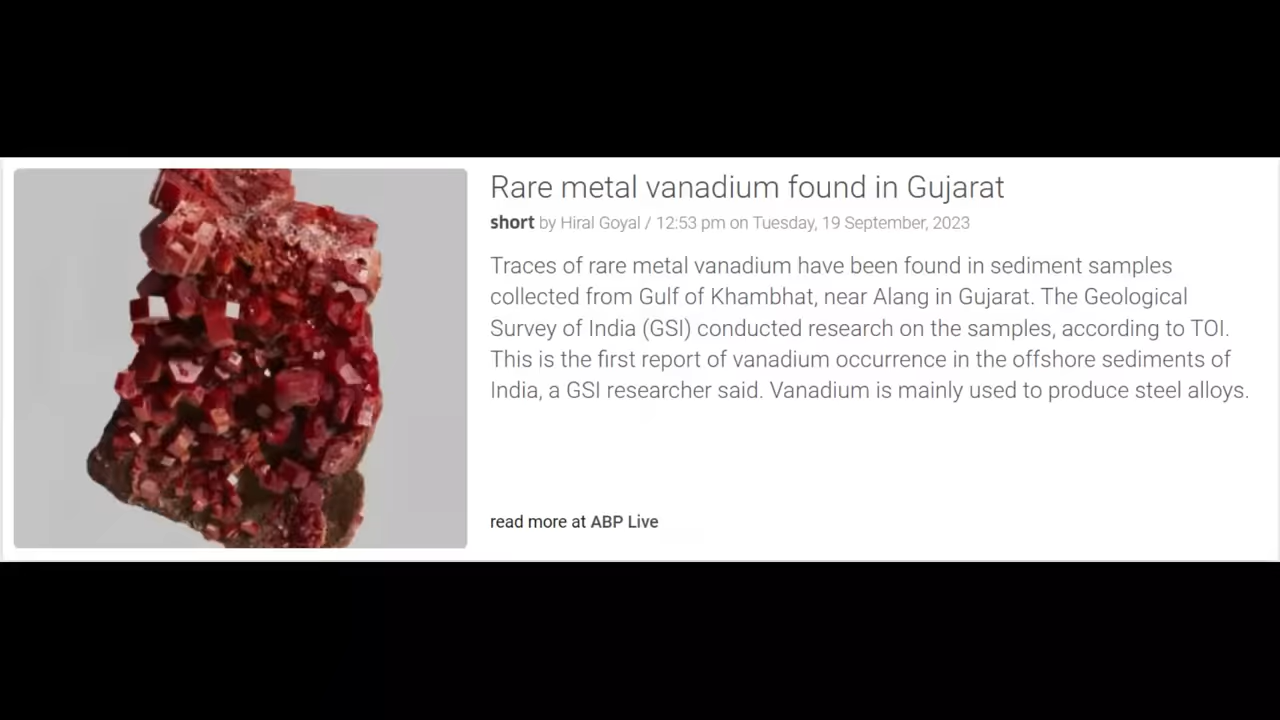 Rare metal vanadium found in Gujarat
short by Hiral Goyal / 12:53 pm on Tuesday, 19 September, 2023
Traces of rare metal vanadium have been found in sediment samples
collected from Gulf of Khambhat, near Alang in Gujarat. The Geological
Survey of India (GSI) conducted research on the samples, according to TOI.
This is the first report of vanadium occurrence in the offshore sediments of
India, a GSI researcher said. Vanadium is mainly used to produce steel alloys.
read more at ABP Live